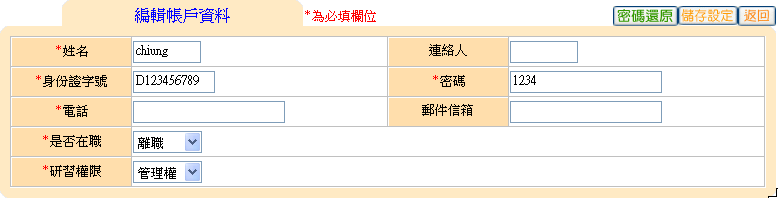 編輯帳戶資料 *為必填欄位 密碼還原 儲存設定 返回
*姓名 chiung 連絡人
*身份證字號 D123456789 *密碼 1234
*電話 郵件信箱
*是否在職 離職
*研習權限 管理權